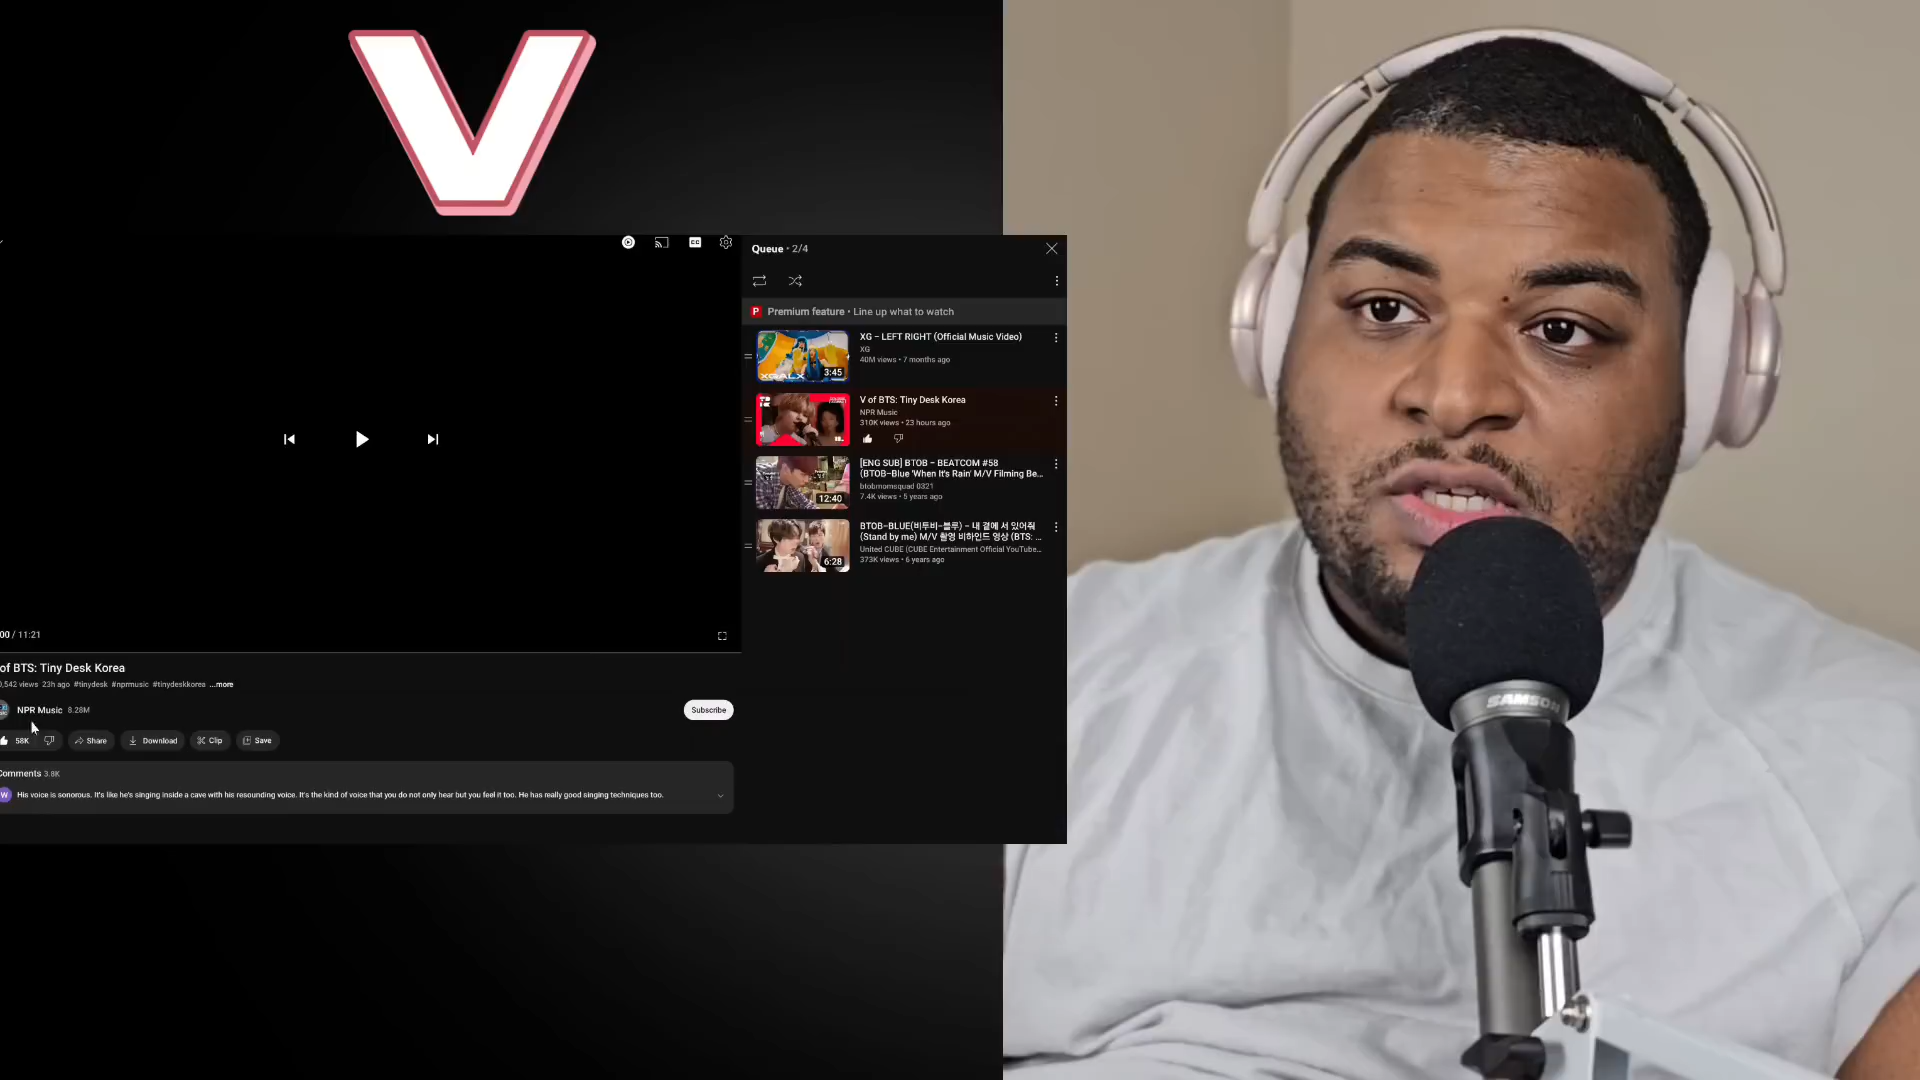 V
Queue • 2/4
P Premium feature • Line up what to watch
XG - LEFT RIGHT (Official Music Video)
XG
40M views • 7 months ago
XGALX
3:45
V of BTS: Tiny Desk Korea
NPR Music
310K views • 23 hours ago
[ENG SUB] BTOB - BEATCOM #58
(BTOB-Blue 'When It's Rain' M/V Filming Be...
btobmomsquad 0321
7.4K views • 5 years ago
12:40
BTOB-BLUE(비투비-블루) - 내 곁에 서 있어줘
(Stand by me) M/V 촬영 비하인드 영상 (BTS: ...
United CUBE (CUBE Entertainment Official YouTube...
373K views • 6 years ago
6:28
CC
00 / 11:21
of BTS: Tiny Desk Korea
0,542 views 23h ago #tinydesk #nprmusic #tinydeskkorea ...more
NPR Music 8.28M
Subscribe
58K
Share
Download
Clip
Save
Comments 3.8K
W His voice is sonorous. It's like he's singing inside a cave with his resounding voice. It's the kind of voice that you do not only hear but you feel it too. He has really good singing techniques too.
SAMSON